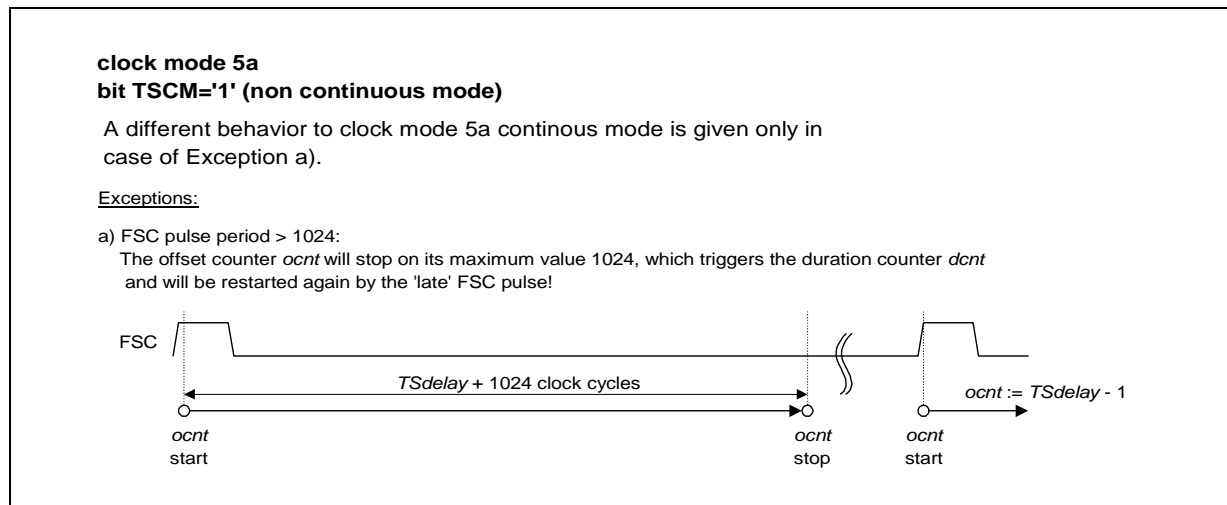 clock mode 5a
bit TSCM='1' (non continuous mode)
A different behavior to clock mode 5a continous mode is given only in
case of Exception a).
Exceptions:
a) FSC pulse period > 1024:
The offset counter ocnt will stop on its maximum value 1024, which triggers the duration counter dcnt
and will be restarted again by the 'late' FSC pulse!
FSC
TSdelay + 1024 clock cycles
ocnt := TSdelay - 1
ocnt
start
ocnt
stop
ocnt
start